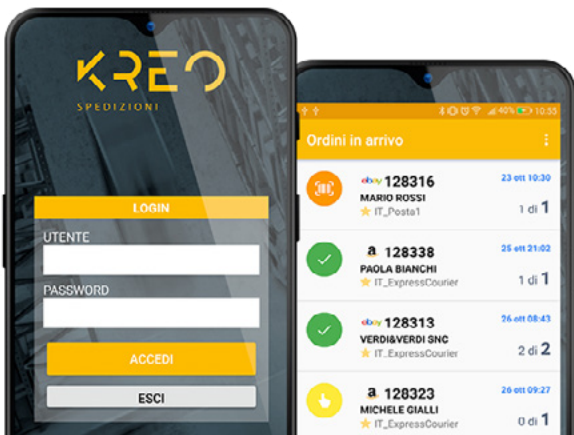 KREO
SPEDIZIONI
LOGIN
UTENTE
PASSWORD
ACCEDI
ESCI
40% 10:55
Ordini in arrivo
ebay 128316 23 ott 10:30
MARIO ROSSI
IT_Posta1 1 di 1
a 128338 25 ott 21:02
PAOLA BIANCHI
IT_ExpressCourier 1 di 1
ebay 128313 26 ott 08:43
VERDI&VERDI SNC
IT_ExpressCourier 2 di 2
a 128323 26 ott 09:27
MICHELE GIALLI
IT_ExpressCourier 0 di 1